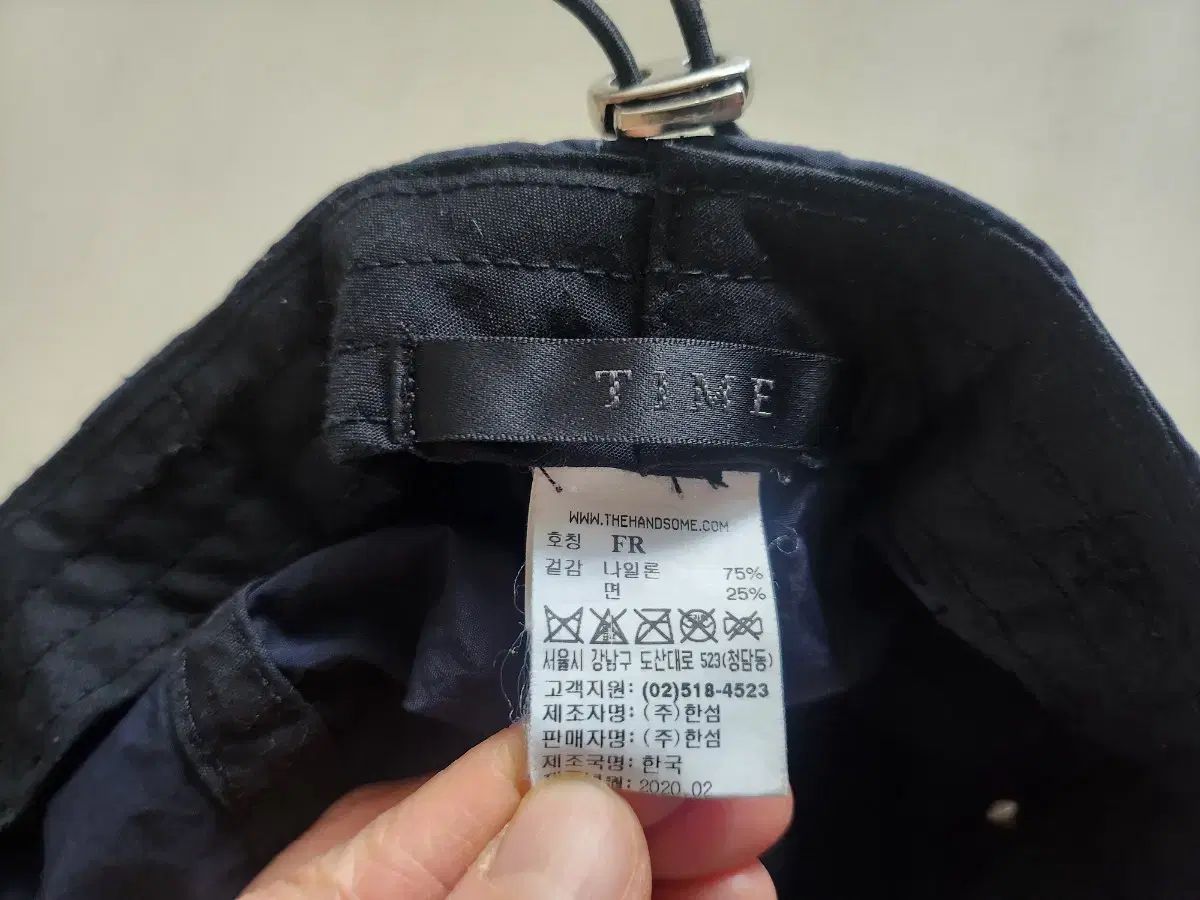 TIME
WWW.THEHANDSOME.COM
호칭 FR
겉감 나일론 75%
면 25%
서울시 강남구 도산대로 523(청담동)
고객지원: (02)518-4523
제조자명: (주)한섬
판매자명: (주)한섬
제조국명: 한국
2020.02